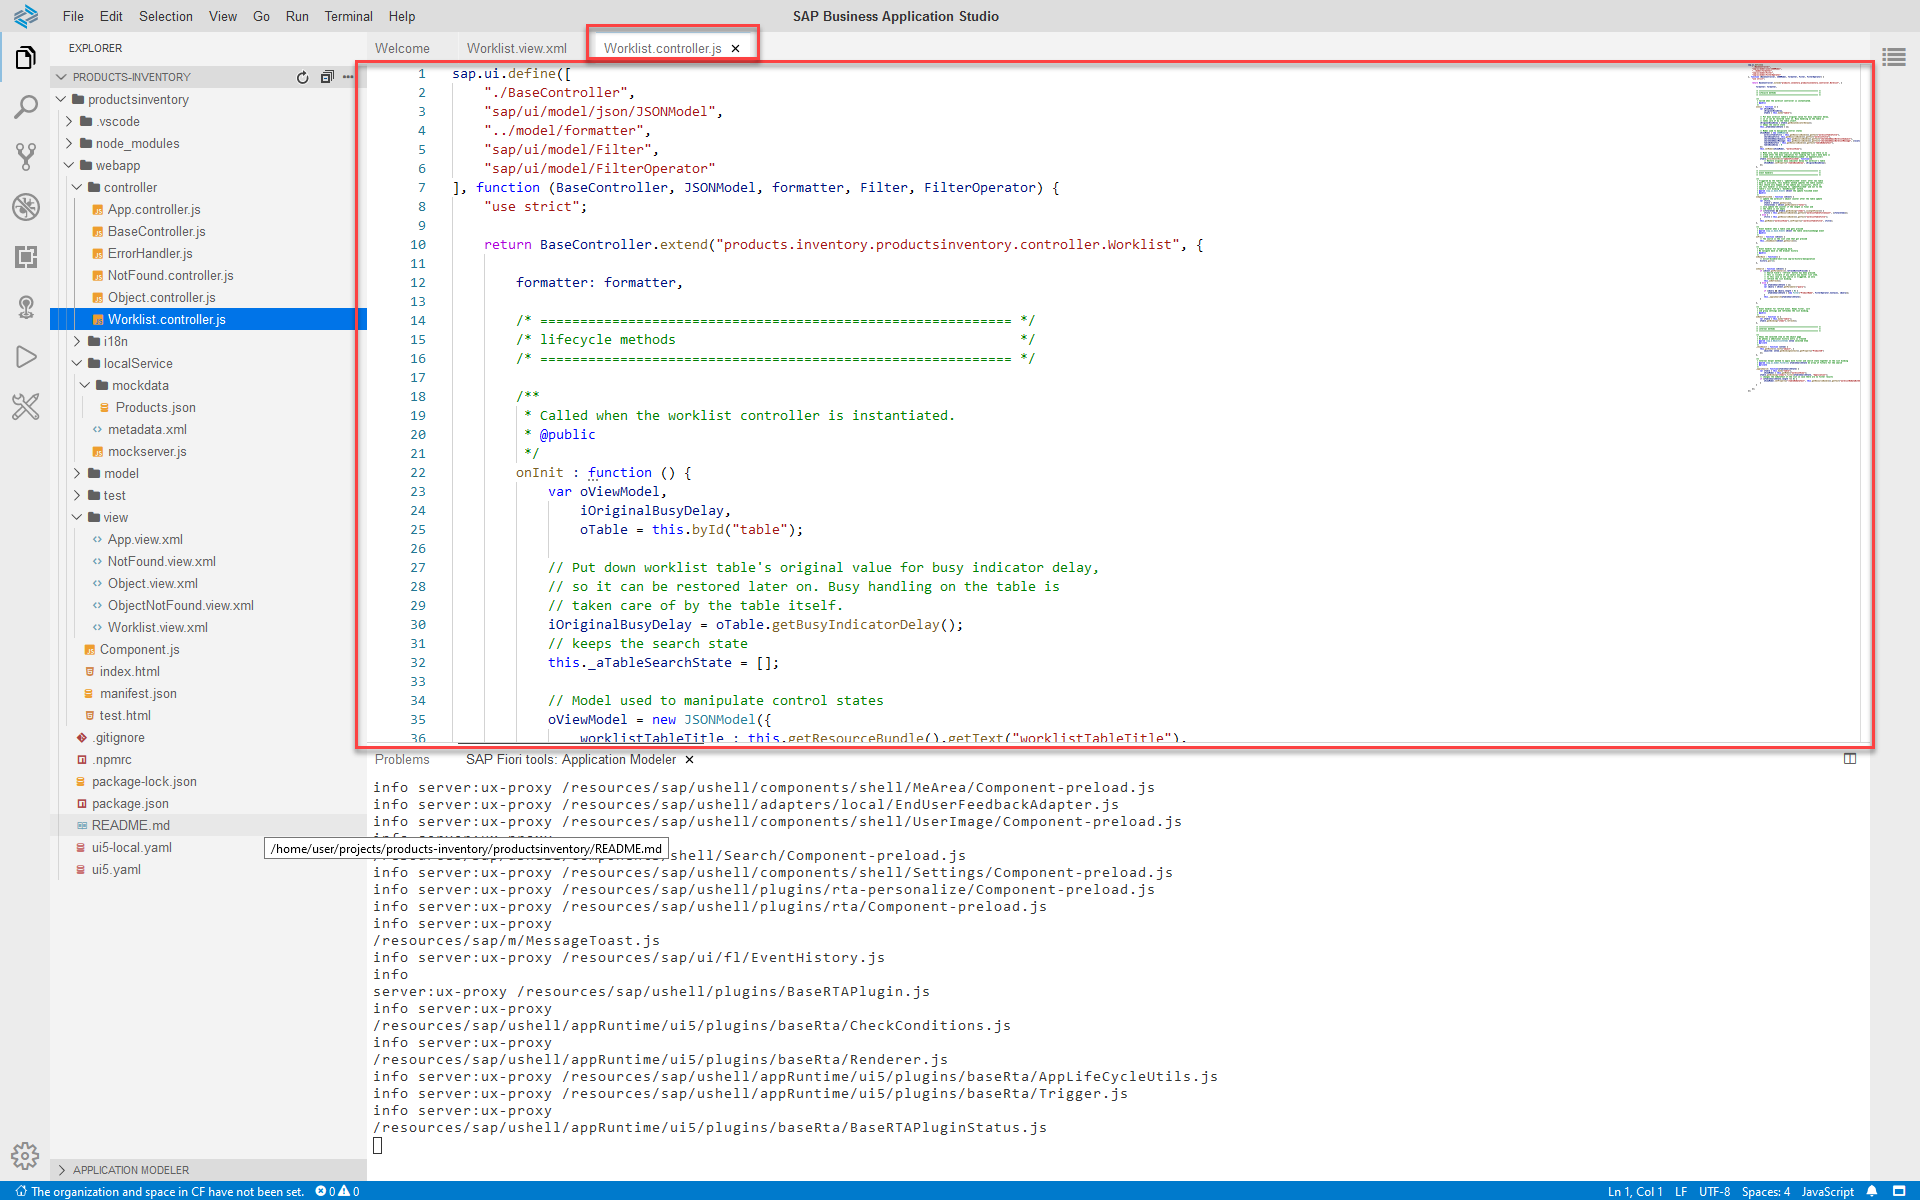 File Edit Selection View Go Run Terminal Help
SAP Business Application Studio
EXPLORER
PRODUCTS-INVENTORY
productsinventory
.vscode
node_modules
webapp
controller
App.controller.js
BaseController.js
ErrorHandler.js
NotFound.controller.js
Object.controller.js
Worklist.controller.js
i18n
localService
mockdata
Products.json
metadata.xml
mockserver.js
model
test
view
App.view.xml
NotFound.view.xml
Object.view.xml
ObjectNotFound.view.xml
Worklist.view.xml
Component.js
index.html
manifest.json
test.html
.gitignore
.npmrc
package-lock.json
package.json
README.md
ui5-local.yaml
ui5.yaml
APPLICATION MODELER
Welcome Worklist.view.xml Worklist.controller.js
1 sap.ui.define([
2 "./BaseController",
3 "sap/ui/model/json/JSONModel",
4 "../model/formatter",
5 "sap/ui/model/Filter",
6 "sap/ui/model/FilterOperator"
7 ], function (BaseController, JSONModel, formatter, Filter, FilterOperator) {
8 "use strict";
9
10 return BaseController.extend("products.inventory.productsinventory.controller.Worklist", {
11
12 formatter: formatter,
13
14 /* =========================================================== */
15 /* lifecycle methods */
16 /* =========================================================== */
17
18 /**
19 * Called when the worklist controller is instantiated.
20 * @public
21 */
22 onInit : function () {
23 var oViewModel,
24 iOriginalBusyDelay,
25 oTable = this.byId("table");
26
27 // Put down worklist table's original value for busy indicator delay,
28 // so it can be restored later on. Busy handling on the table is
29 // taken care of by the table itself.
30 iOriginalBusyDelay = oTable.getBusyIndicatorDelay();
31 // keeps the search state
32 this._aTableSearchState = [];
33
34 // Model used to manipulate control states
35 oViewModel = new JSONModel({
36 worklistTableTitle : this.getResourceBundle().getText("worklistTableTitle"),
Problems SAP Fiori tools: Application Modeler
info server:ux-proxy /resources/sap/ushell/components/shell/MeArea/Component-preload.js
info server:ux-proxy /resources/sap/ushell/adapters/local/EndUserFeedbackAdapter.js
info server:ux-proxy /resources/sap/ushell/components/shell/UserImage/Component-preload.js
info server:ux-proxy
/home/user/projects/products-inventory/productsinventory/README.md
shell/Search/Component-preload.js
info server:ux-proxy /resources/sap/ushell/components/shell/Settings/Component-preload.js
info server:ux-proxy /resources/sap/ushell/plugins/rta-personalize/Component-preload.js
info server:ux-proxy /resources/sap/ushell/plugins/rta/Component-preload.js
info server:ux-proxy
/resources/sap/m/MessageToast.js
info server:ux-proxy /resources/sap/ui/fl/EventHistory.js
info
server:ux-proxy /resources/sap/ushell/plugins/BaseRTAPlugin.js
info server:ux-proxy
/resources/sap/ushell/appRuntime/ui5/plugins/baseRta/CheckConditions.js
info server:ux-proxy
/resources/sap/ushell/appRuntime/ui5/plugins/baseRta/Renderer.js
info server:ux-proxy /resources/sap/ushell/appRuntime/ui5/plugins/baseRta/AppLifeCycleUtils.js
info server:ux-proxy /resources/sap/ushell/appRuntime/ui5/plugins/baseRta/Trigger.js
info server:ux-proxy
/resources/sap/ushell/appRuntime/ui5/plugins/baseRta/BaseRTAPluginStatus.js
The organization and space in CF have not been set. 0 0
Ln 1, Col 1 LF UTF-8 Spaces: 4 JavaScript